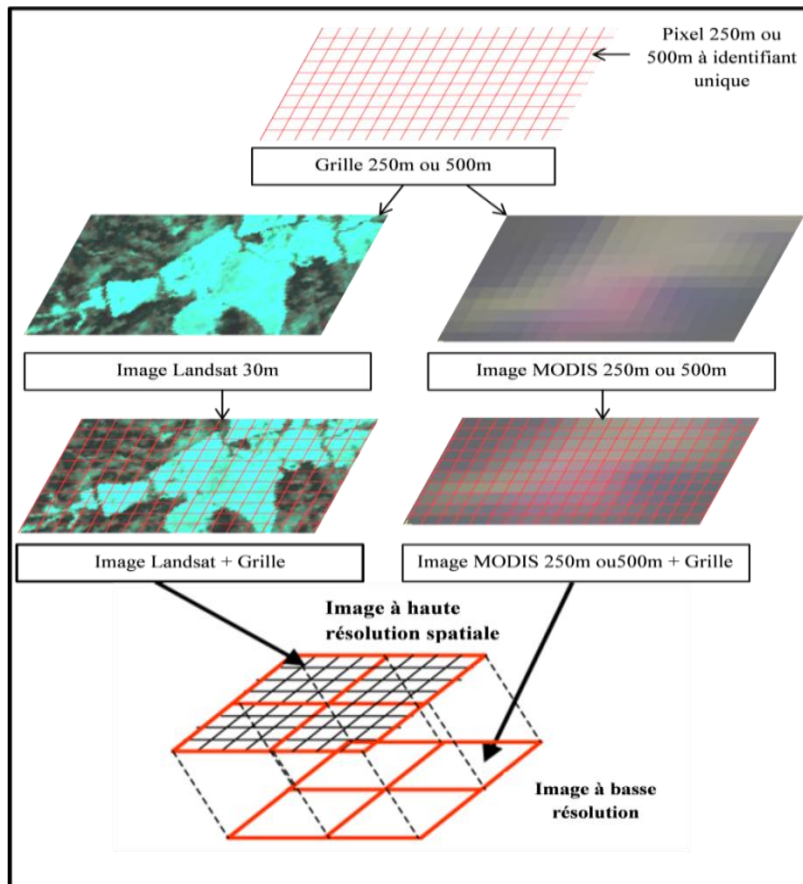 Pixel 250m ou
500m à identifiant
unique
Grille 250m ou 500m
Image Landsat 30m
Image MODIS 250m ou 500m
Image Landsat + Grille
Image MODIS 250m ou500m + Grille
Image à haute
résolution spatiale
Image à basse
résolution